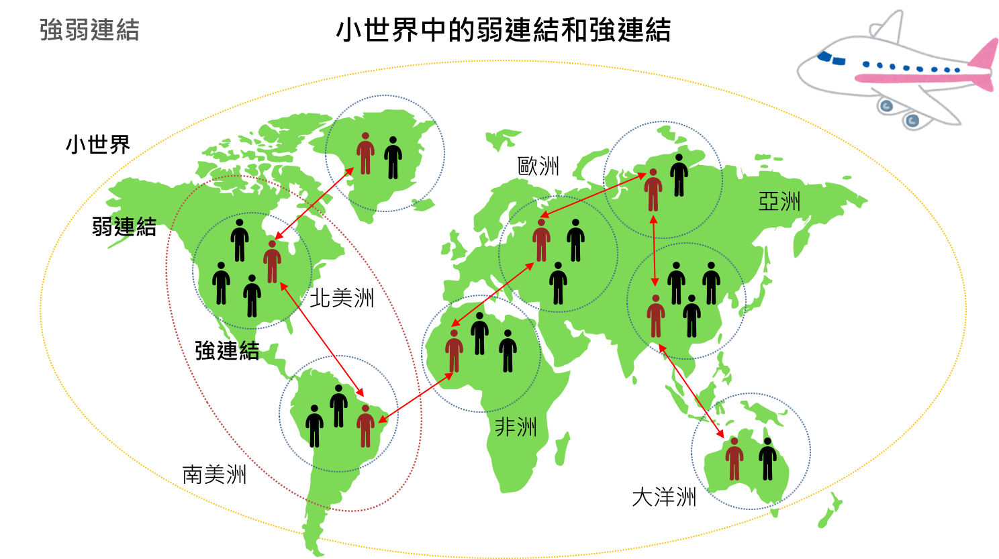 強弱連結
小世界中的弱連結和強連結
小世界
歐洲
亞洲
弱連結
北美洲
強連結
非洲
南美洲
大洋洲